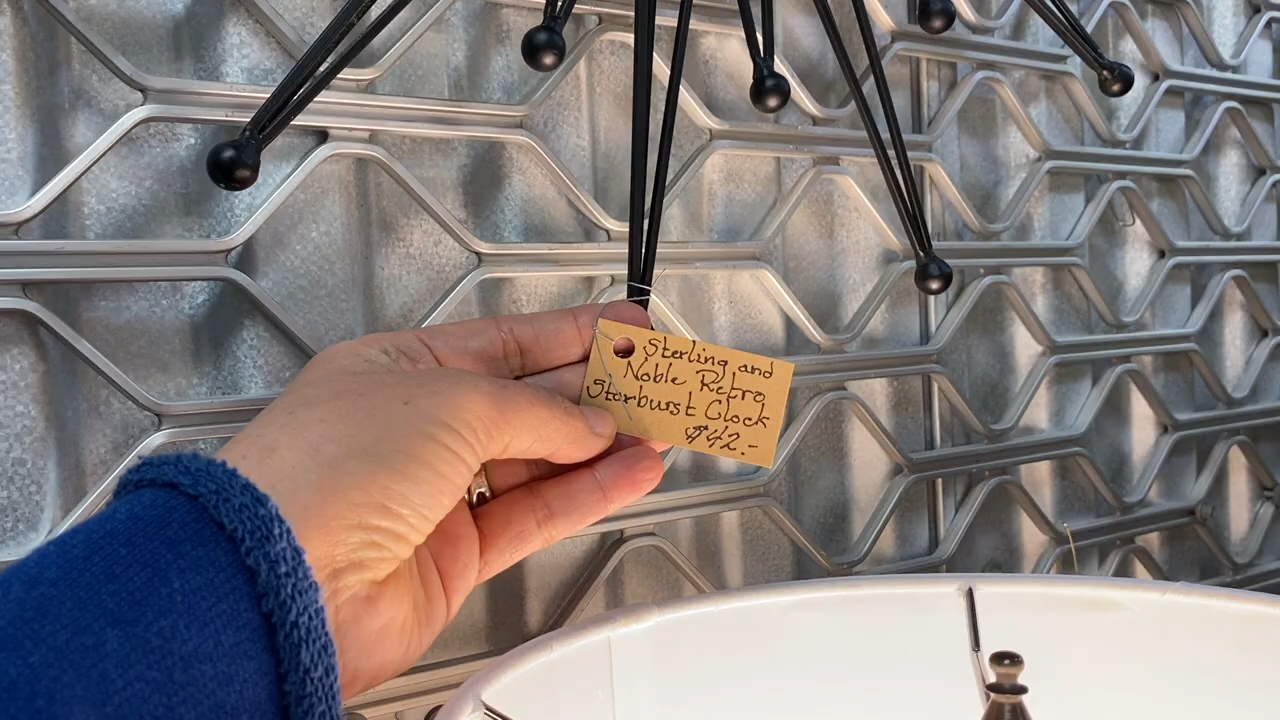 Sterling and
Noble Retro
Starburst Clock
$42.-